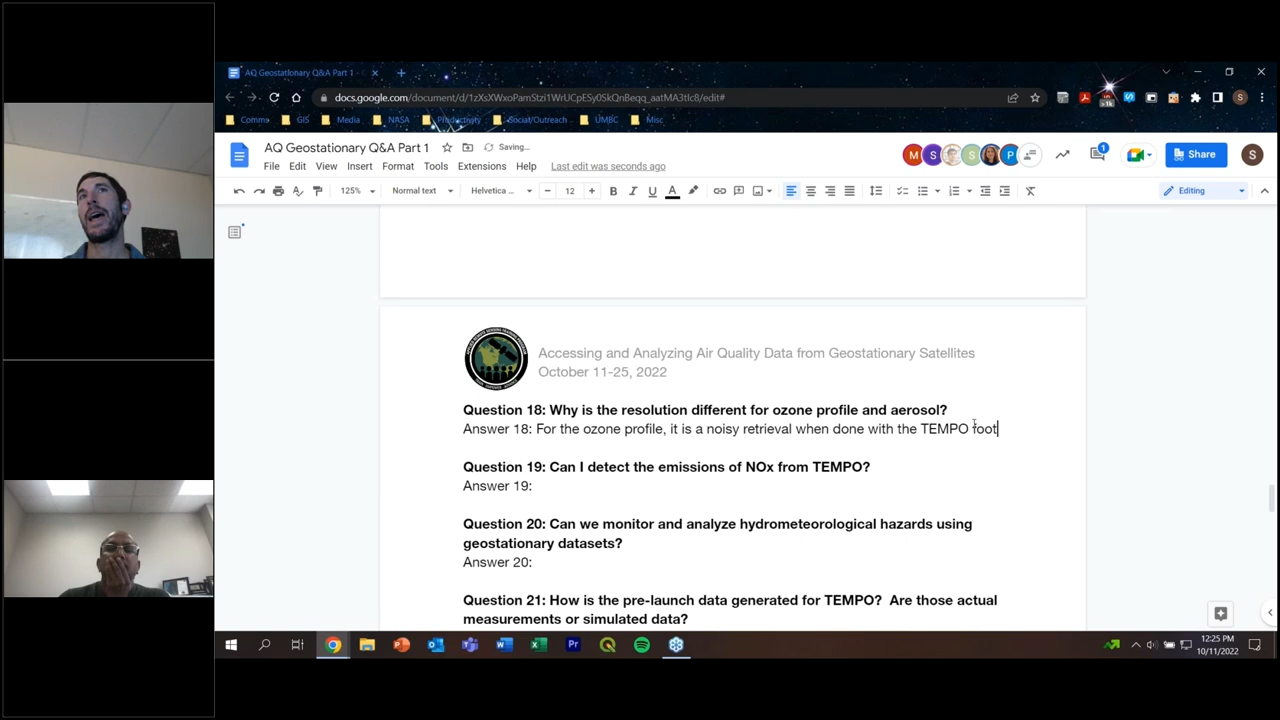 AQ Geostationary Q&A Part 1 -
docs.google.com/document/d/
Comms GIS Media NASA Productivity Social/Outreach UMBC Misc
AQ Geostationary Q&A Part 1 Saving...
File Edit View Insert Format Tools Extensions Help Last edit was seconds ago
M S S P 1 Share S
125% Normal text Helvetica ... 12 B I U A Editing
Accessing and Analyzing Air Quality Data from Geostationary Satellites
October 11-25, 2022
Question 18: Why is the resolution different for ozone profile and aerosol?
Answer 18: For the ozone profile, it is a noisy retrieval when done with the TEMPO foot
Question 19: Can I detect the emissions of NOx from TEMPO?
Answer 19:
Question 20: Can we monitor and analyze hydrometeorological hazards using
geostationary datasets?
Answer 20:
Question 21: How is the pre-launch data generated for TEMPO?  Are those actual
measurements or simulated data?
12:25 PM
10/11/2022